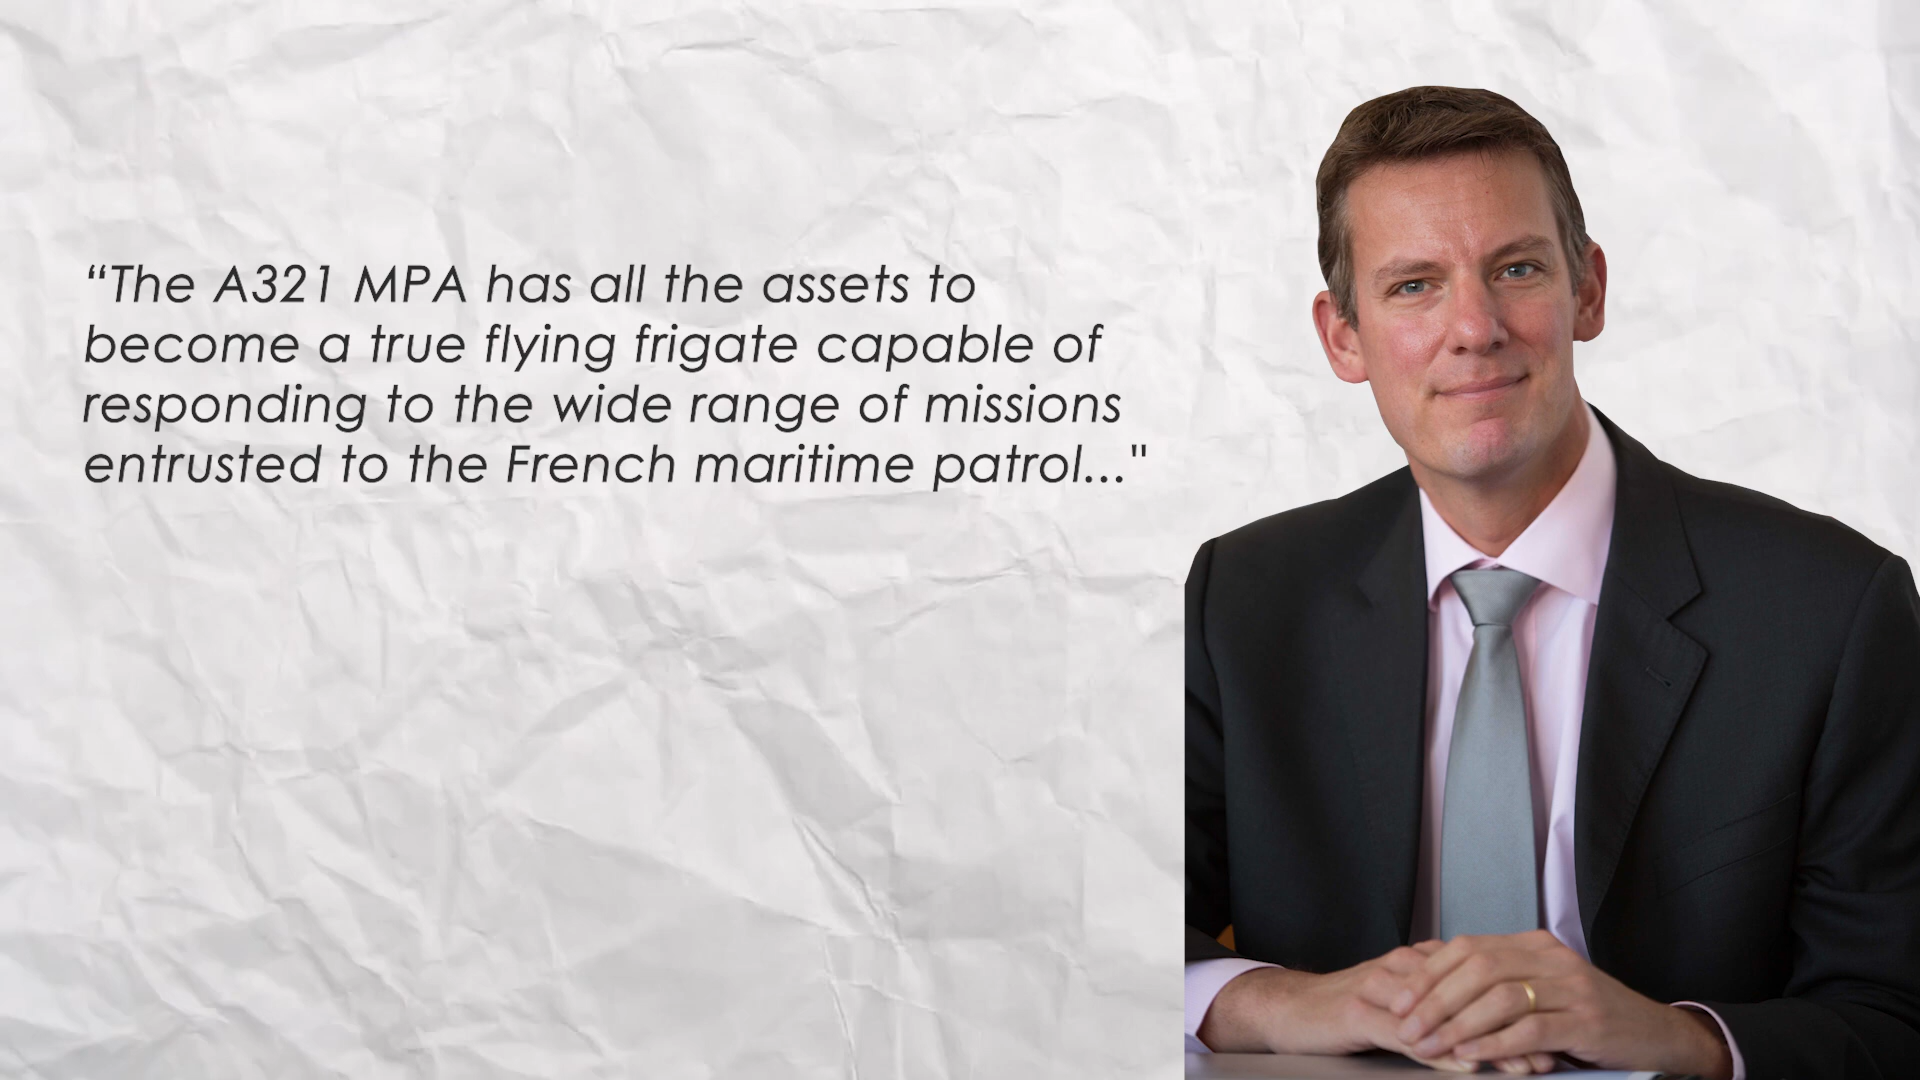 “The A321 MPA has all the assets to
become a true flying frigate capable of
responding to the wide range of missions
entrusted to the French maritime patrol..."